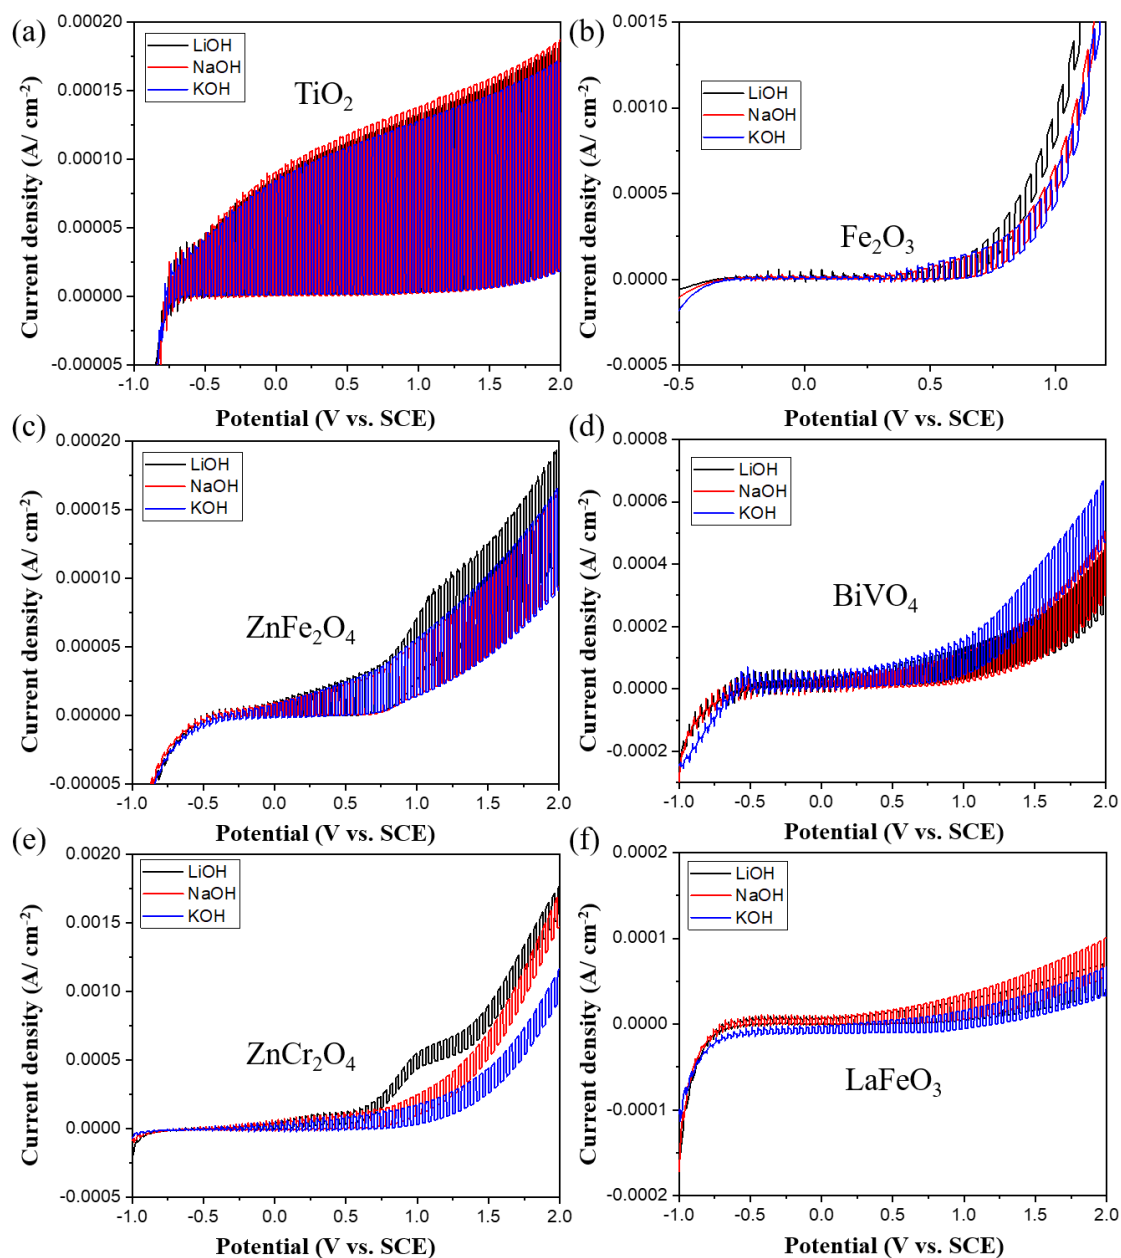 (a)
0.00020
0.00015
0.00010
0.00005
0.00000
-0.00005
Current density (A/ cm⁻²)
LiOH
NaOH
KOH
TiO₂
-1.0 -0.5 0.0 0.5 1.0 1.5 2.0
Potential (V vs. SCE)
(b)
0.0015
0.0010
0.0005
0.0000
-0.0005
Current density (A/ cm⁻²)
LiOH
NaOH
KOH
Fe₂O₃
-0.5 0.0 0.5 1.0
Potential (V vs. SCE)
(c)
0.00020
0.00015
0.00010
0.00005
0.00000
-0.00005
Current density (A/ cm⁻²)
LiOH
NaOH
KOH
ZnFe₂O₄
-1.0 -0.5 0.0 0.5 1.0 1.5 2.0
Potential (V vs. SCE)
(d)
0.0008
0.0006
0.0004
0.0002
0.0000
-0.0002
Current density (A/ cm⁻²)
LiOH
NaOH
KOH
BiVO₄
-1.0 -0.5 0.0 0.5 1.0 1.5 2.0
Potential (V vs. SCE)
(e)
0.0020
0.0015
0.0010
0.0005
0.0000
-0.0005
Current density (A/ cm⁻²)
LiOH
NaOH
KOH
ZnCr₂O₄
-1.0 -0.5 0.0 0.5 1.0 1.5 2.0
Potential (V vs. SCE)
(f)
0.0002
0.0001
0.0000
-0.0001
-0.0002
Current density (A/ cm⁻²)
LiOH
NaOH
KOH
LaFeO₃
-1.0 -0.5 0.0 0.5 1.0 1.5 2.0
Potential (V vs. SCE)